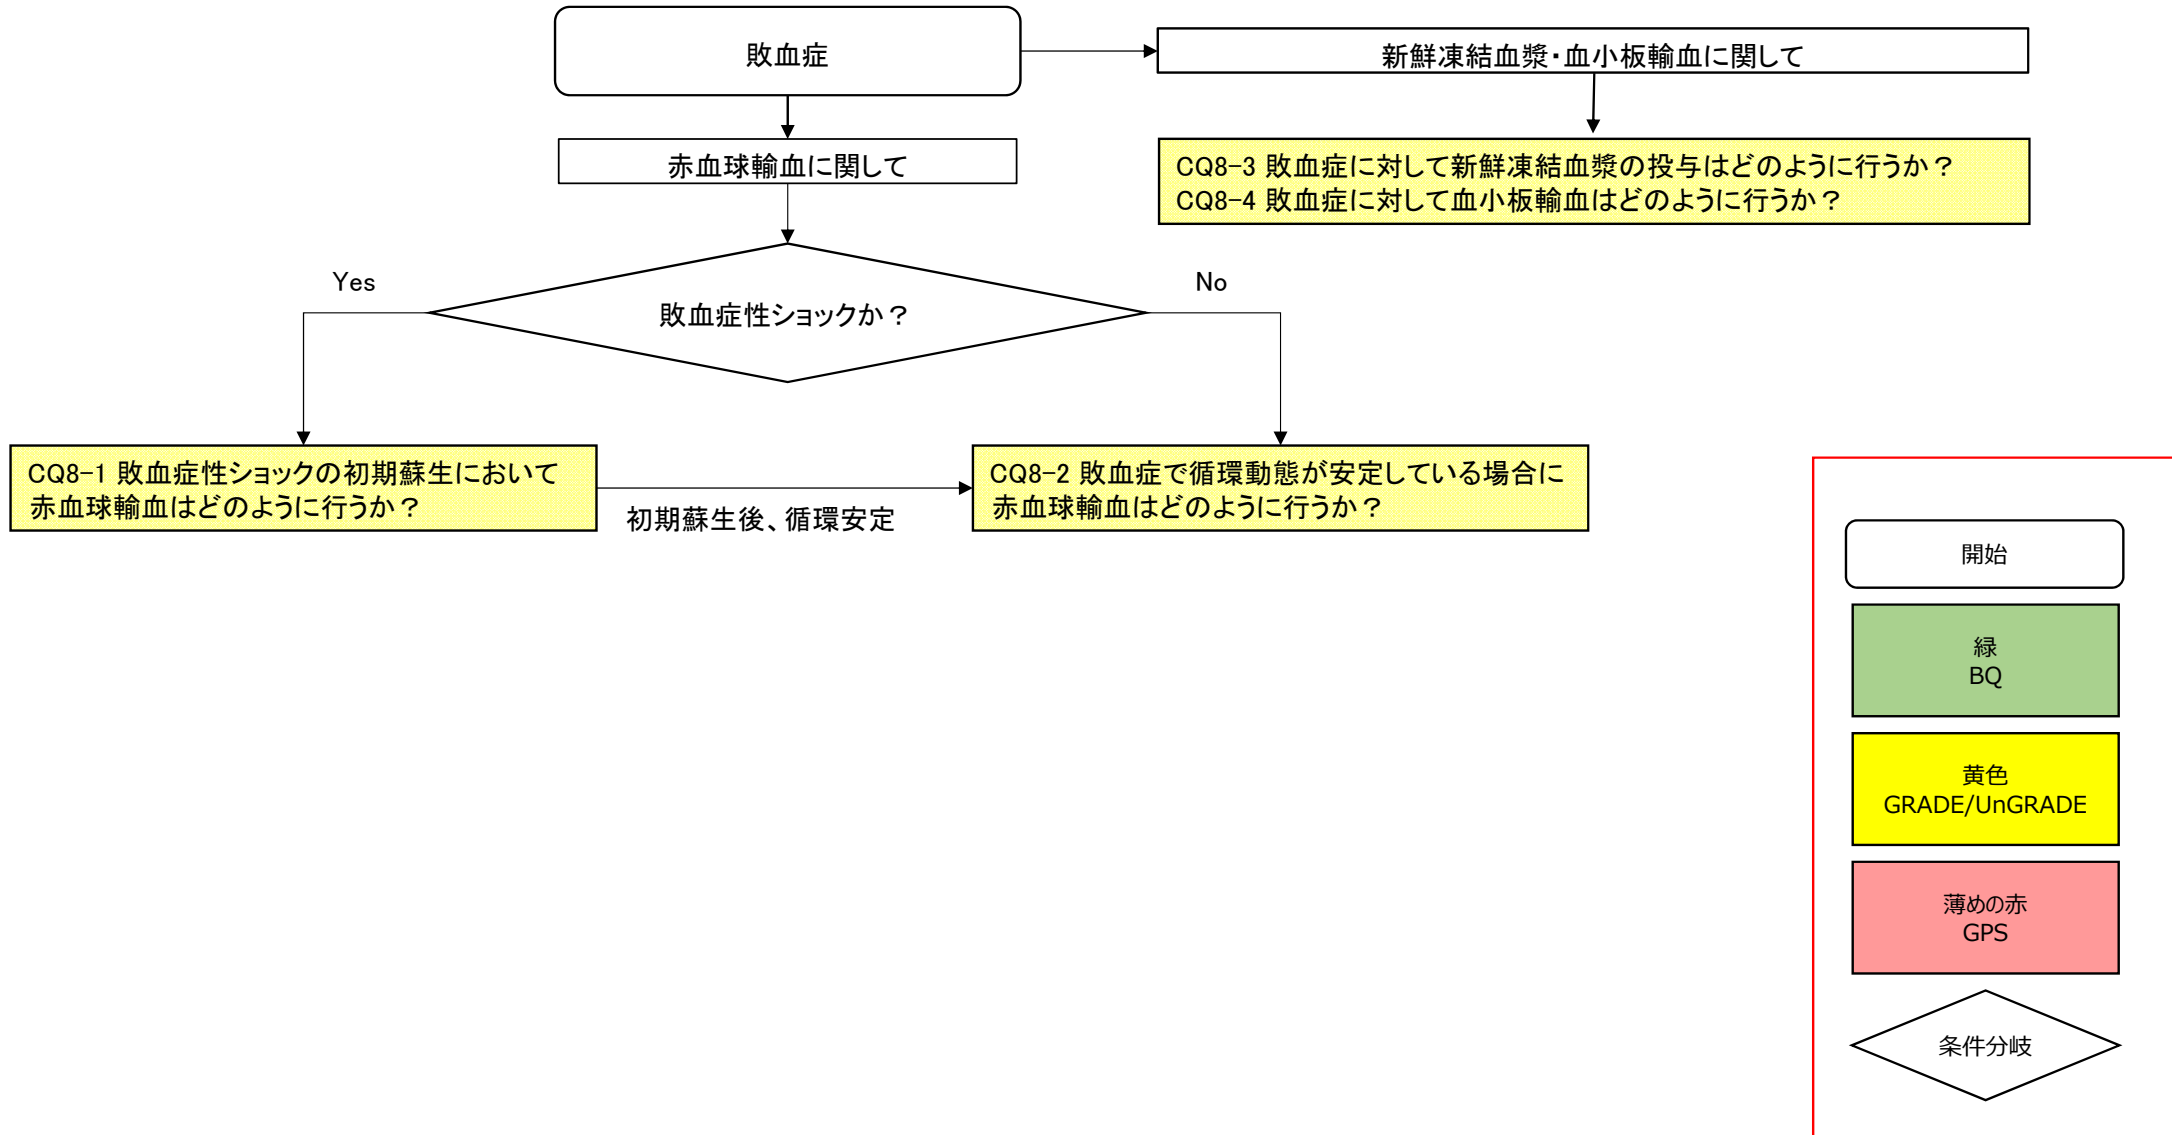 敗血症
新鮮凍結血漿・血小板輸血に関して
赤血球輸血に関して
CQ8-3 敗血症に対して新鮮凍結血漿の投与はどのように行うか？
CQ8-4 敗血症に対して血小板輸血はどのように行うか？
Yes
No
敗血症性ショックか？
CQ8-1 敗血症性ショックの初期蘇生において
赤血球輸血はどのように行うか？
初期蘇生後、循環安定
CQ8-2 敗血症で循環動態が安定している場合に
赤血球輸血はどのように行うか？
開始
緑
BQ
黄色
GRADE/UnGRADE
薄めの赤
GPS
条件分岐